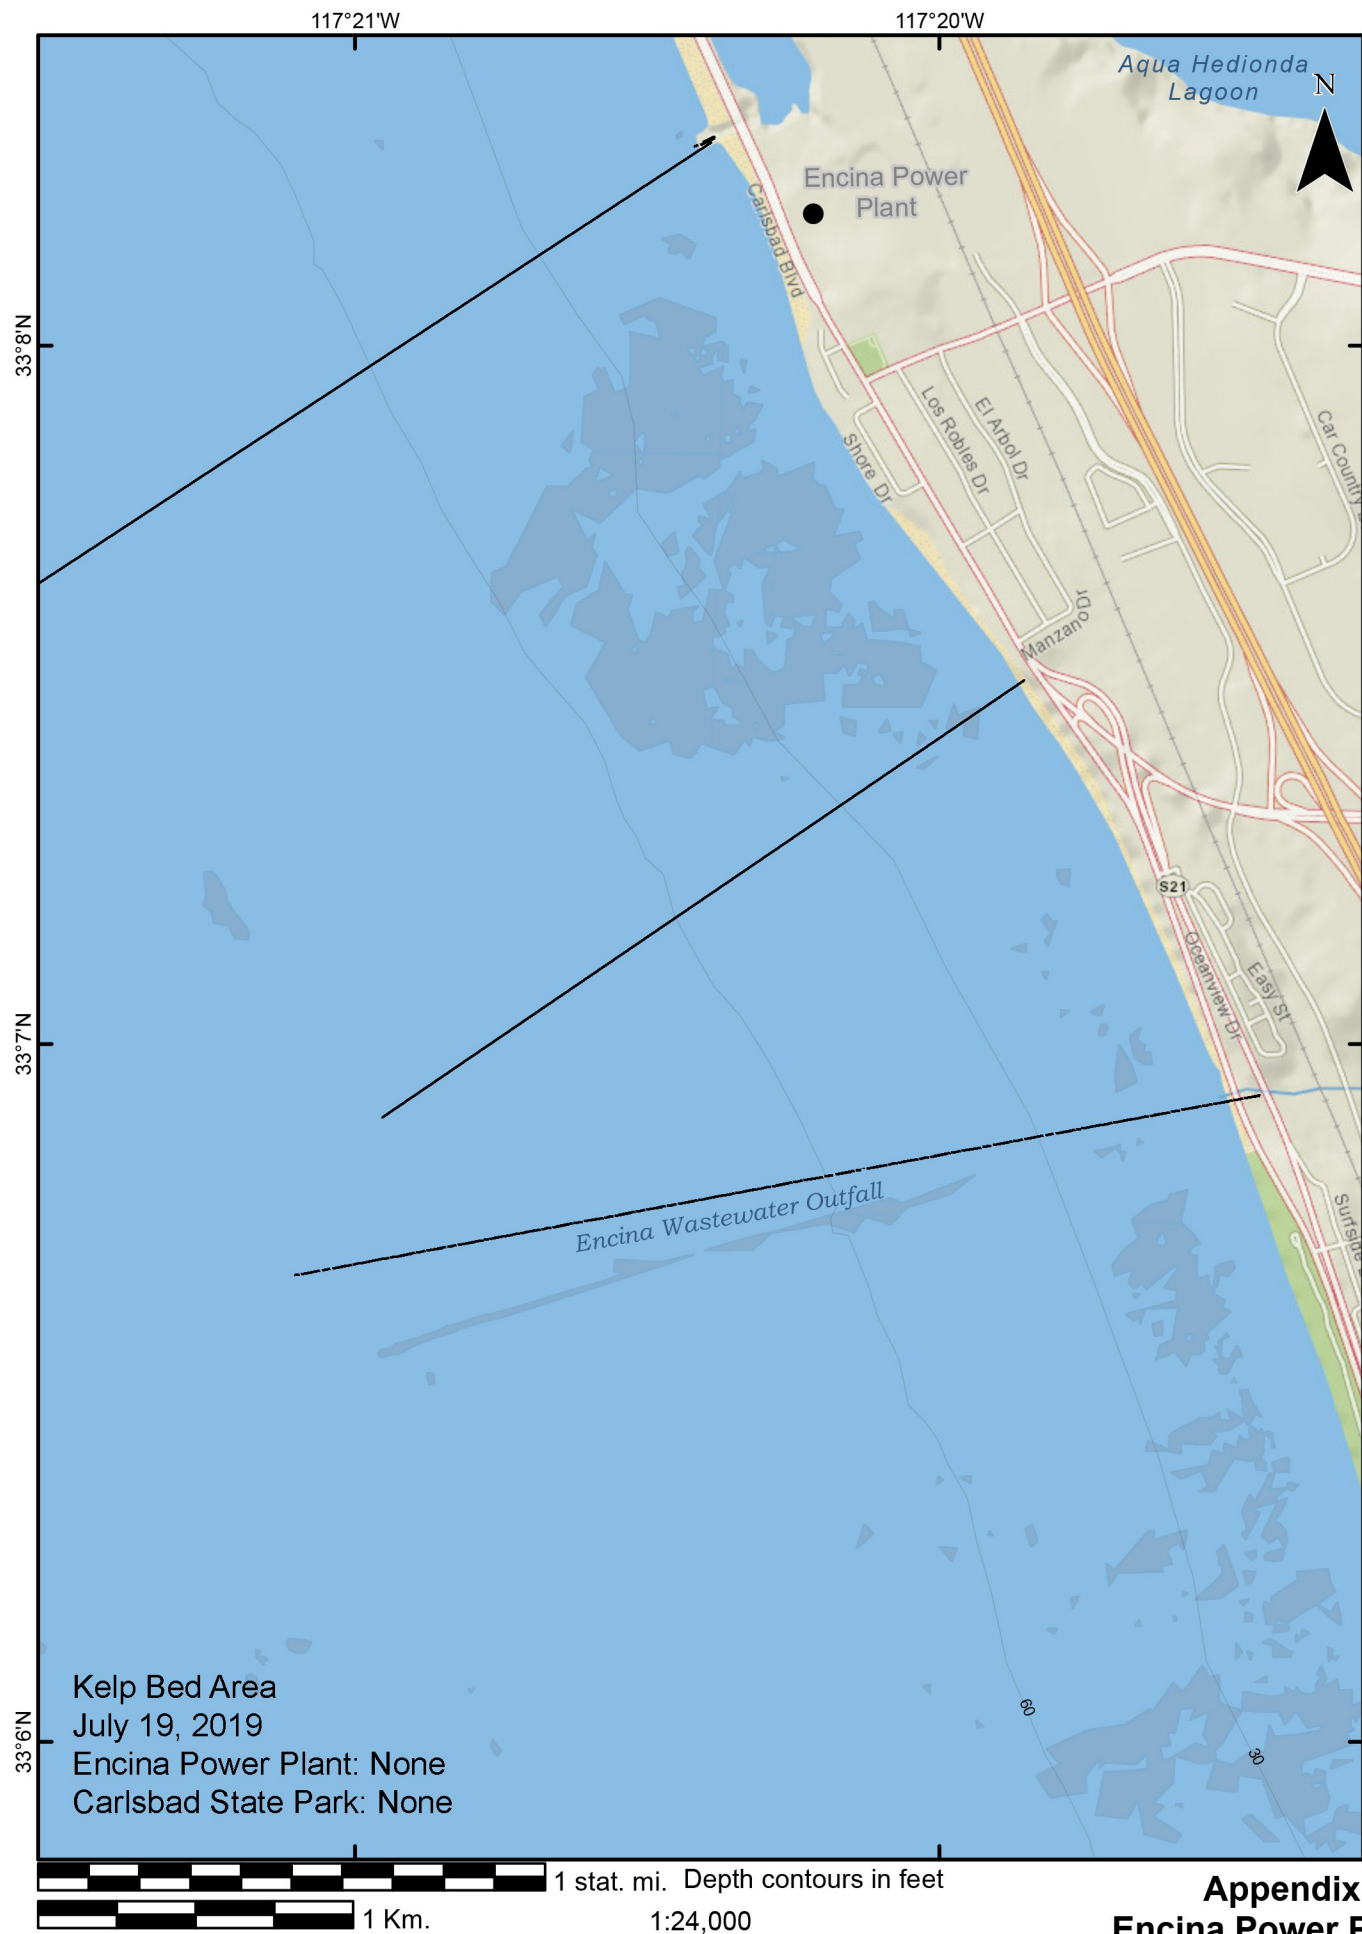 117°21'W
117°20'W
Aqua Hedionda
Lagoon
N
Encina Power
Plant
Carlsbad Blvd
33°8'N
Los Robles Dr
El Arbol Dr
Shore Dr
Car Country
Manzano Dr
S21
Oceanview Dr
Easy St
33°7'N
Encina Wastewater Outfall
Surfside
60
30
33°6'N
Kelp Bed Area
July 19, 2019
Encina Power Plant: None
Carlsbad State Park: None
1 stat. mi. Depth contours in feet
1 Km.
1:24,000
Appendix
Encina Power P